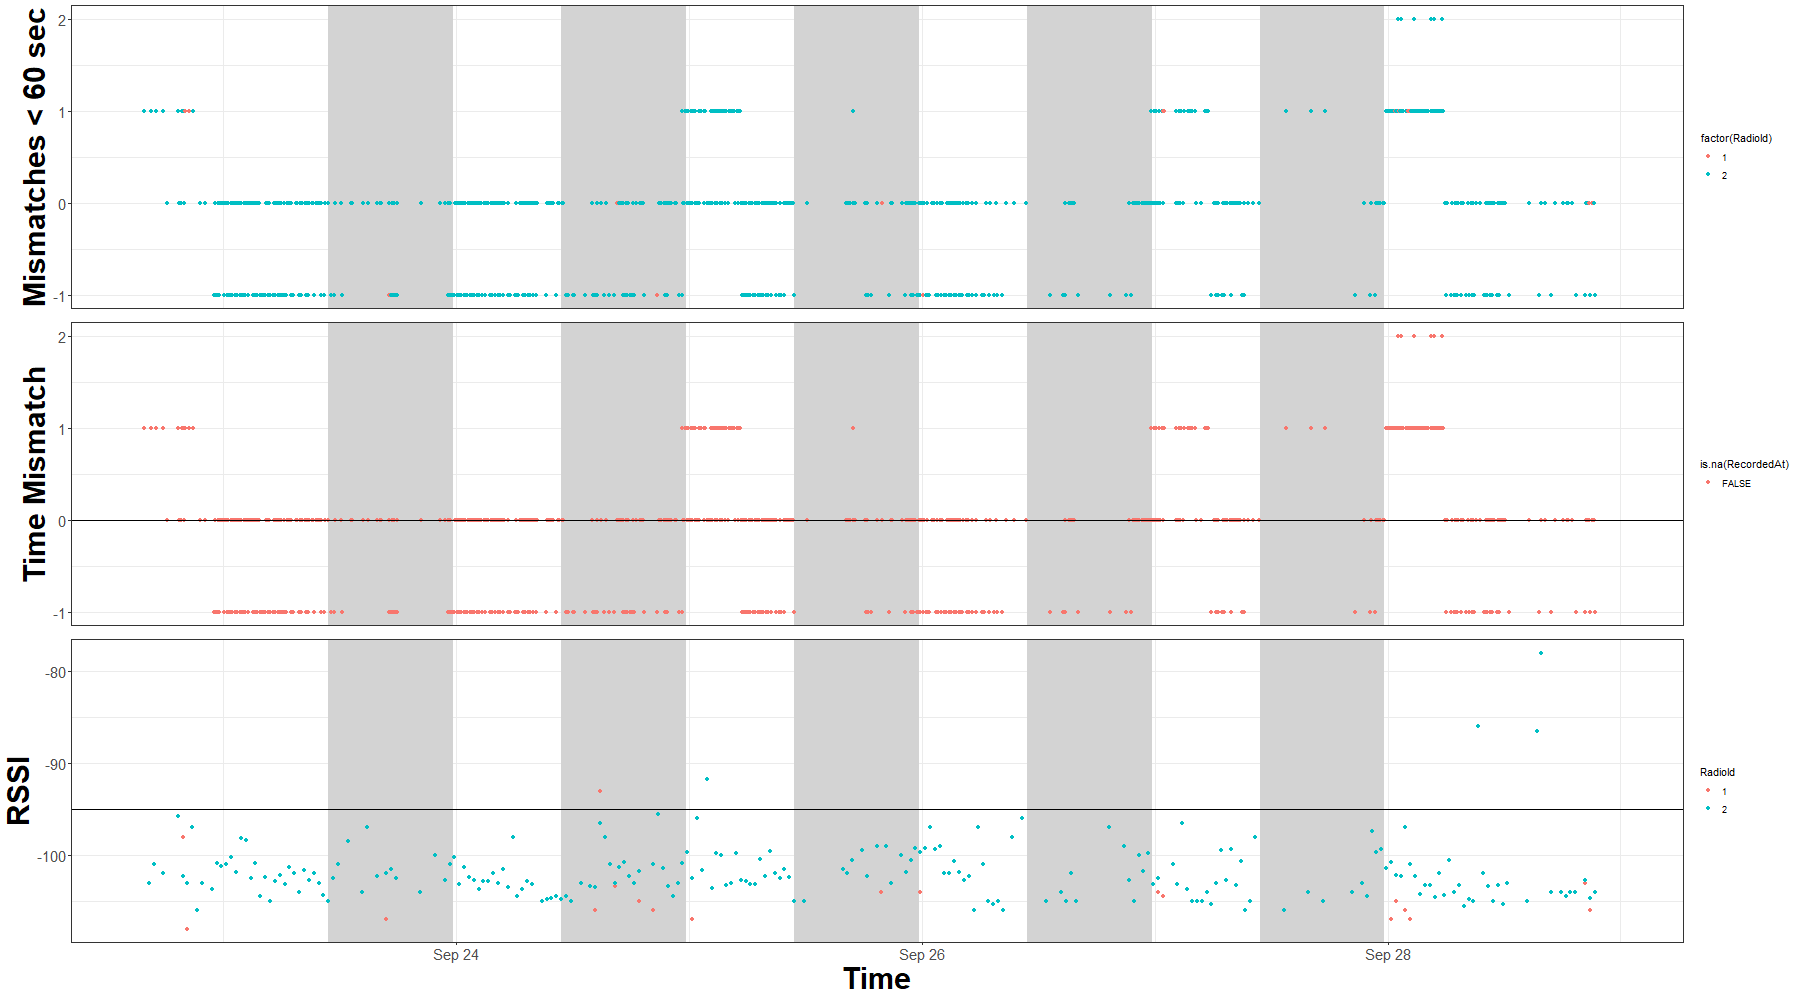 Mismatches < 60 sec
2
1
0
-1
factor(RadioId)
1
2
Time Mismatch
2
1
0
-1
is.na(RecordedAt)
FALSE
RSSI
-80
-90
-100
RadioId
1
2
Sep 24
Sep 26
Sep 28
Time